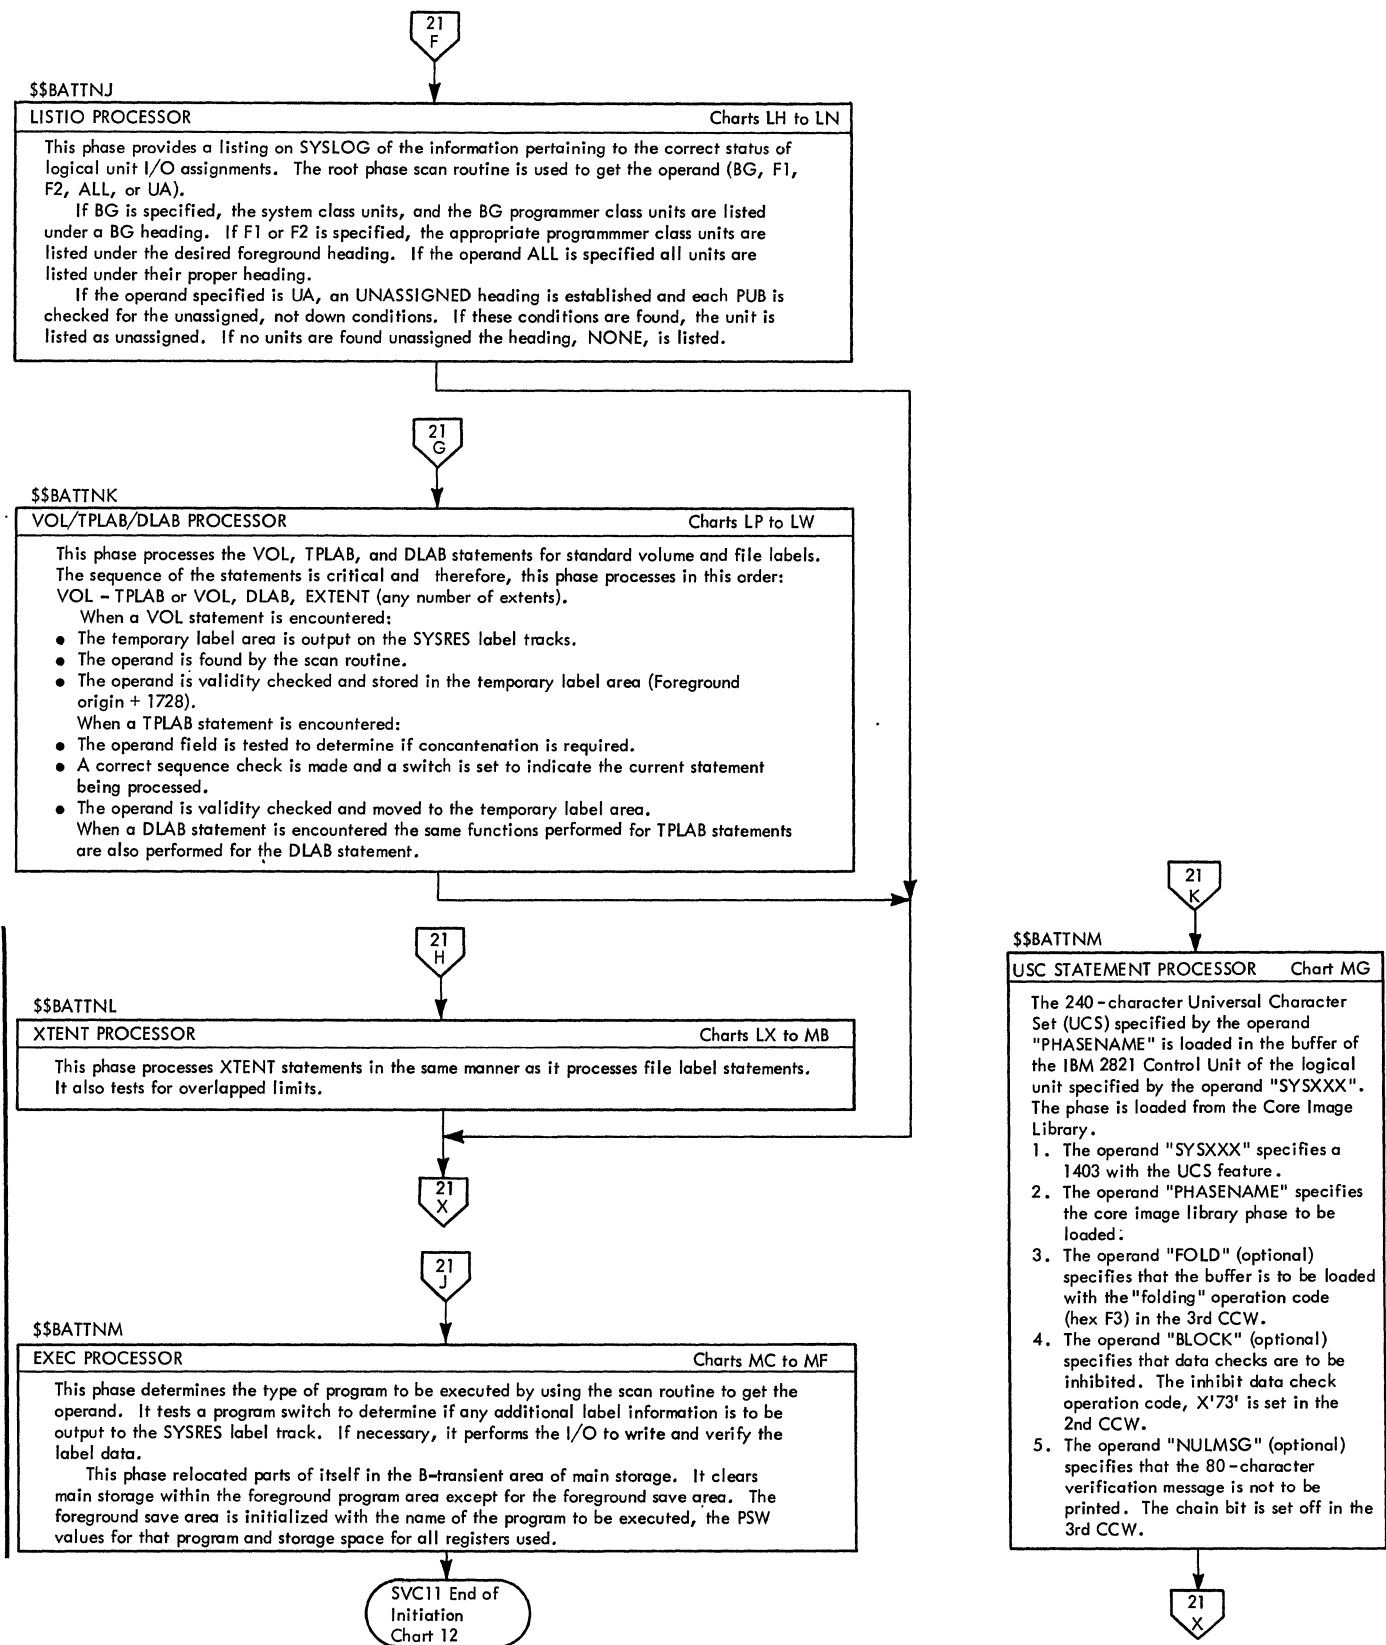 21
F
$$BATTNJ
LISTIO PROCESSOR Charts LH to LN
This phase provides a listing on SYSLOG of the information pertaining to the correct status of
logical unit I/O assignments. The root phase scan routine is used to get the operand (BG, F1,
F2, ALL, or UA).
If BG is specified, the system class units, and the BG programmer class units are listed
under a BG heading. If F1 or F2 is specified, the appropriate programmmer class units are
listed under the desired foreground heading. If the operand ALL is specified all units are
listed under their proper heading.
If the operand specified is UA, an UNASSIGNED heading is established and each PUB is
checked for the unassigned, not down conditions. If these conditions are found, the unit is
listed as unassigned. If no units are found unassigned the heading, NONE, is listed.
21
G
$$BATTNK
VOL/TPLAB/DLAB PROCESSOR Charts LP to LW
This phase processes the VOL, TPLAB, and DLAB statements for standard volume and file labels.
The sequence of the statements is critical and therefore, this phase processes in this order:
VOL - TPLAB or VOL, DLAB, EXTENT (any number of extents).
When a VOL statement is encountered:
• The temporary label area is output on the SYSRES label tracks.
• The operand is found by the scan routine.
• The operand is validity checked and stored in the temporary label area (Foreground
origin + 1728).
When a TPLAB statement is encountered:
• The operand field is tested to determine if concantenation is required.
• A correct sequence check is made and a switch is set to indicate the current statement
being processed.
• The operand is validity checked and moved to the temporary label area.
When a DLAB statement is encountered the same functions performed for TPLAB statements
are also performed for the DLAB statement.
21
H
$$BATTNL
XTENT PROCESSOR Charts LX to MB
This phase processes XTENT statements in the same manner as it processes file label statements.
It also tests for overlapped limits.
21
X
21
J
$$BATTNM
EXEC PROCESSOR Charts MC to MF
This phase determines the type of program to be executed by using the scan routine to get the
operand. It tests a program switch to determine if any additional label information is to be
output to the SYSRES label track. If necessary, it performs the I/O to write and verify the
label data.
This phase relocated parts of itself in the B-transient area of main storage. It clears
main storage within the foreground program area except for the foreground save area. The
foreground save area is initialized with the name of the program to be executed, the PSW
values for that program and storage space for all registers used.
SVC11 End of
Initiation
Chart 12
21
K
$$BATTNM
USC STATEMENT PROCESSOR Chart MG
The 240-character Universal Character
Set (UCS) specified by the operand
"PHASENAME" is loaded in the buffer of
the IBM 2821 Control Unit of the logical
unit specified by the operand "SYSXXX".
The phase is loaded from the Core Image
Library.
1. The operand "SYSXXX" specifies a
1403 with the UCS feature.
2. The operand "PHASENAME" specifies
the core image library phase to be
loaded.
3. The operand "FOLD" (optional)
specifies that the buffer is to be loaded
with the "folding" operation code
(hex F3) in the 3rd CCW.
4. The operand "BLOCK" (optional)
specifies that data checks are to be
inhibited. The inhibit data check
operation code, X'73' is set in the
2nd CCW.
5. The operand "NULMSG" (optional)
specifies that the 80-character
verification message is not to be
printed. The chain bit is set off in the
3rd CCW.
21
X